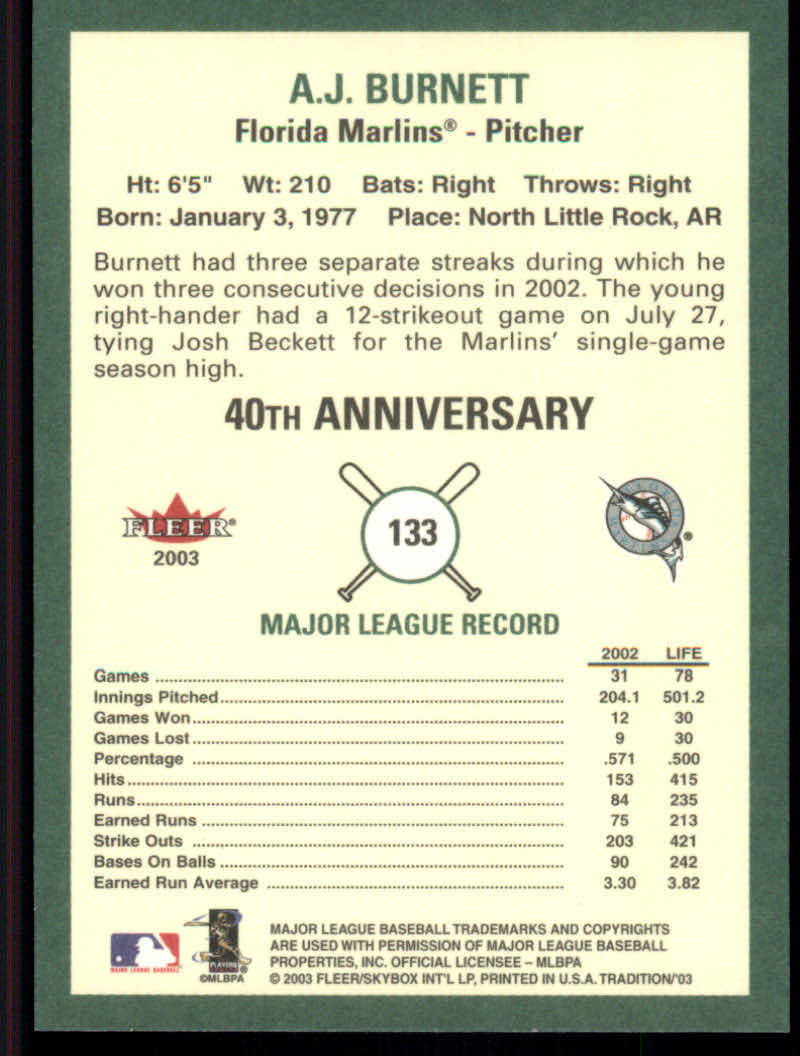 A.J. BURNETT
Florida Marlins® - Pitcher
Ht: 6'5" Wt: 210 Bats: Right Throws: Right
Born: January 3, 1977 Place: North Little Rock, AR
Burnett had three separate streaks during which he
won three consecutive decisions in 2002. The young
right-hander had a 12-strikeout game on July 27,
tying Josh Beckett for the Marlins' single-game
season high.
40TH ANNIVERSARY
FLEER®
2003
133
FLORIDA
MARLINS®
MAJOR LEAGUE RECORD
2002 LIFE
Games 31 78
Innings Pitched 204.1 501.2
Games Won 12 30
Games Lost 9 30
Percentage .571 .500
Hits 153 415
Runs 84 235
Earned Runs 75 213
Strike Outs 203 421
Bases On Balls 90 242
Earned Run Average 3.30 3.82
MAJOR LEAGUE BASEBALL
PLAYERS
©MLBPA
MAJOR LEAGUE BASEBALL TRADEMARKS AND COPYRIGHTS
ARE USED WITH PERMISSION OF MAJOR LEAGUE BASEBALL
PROPERTIES, INC. OFFICIAL LICENSEE – MLBPA
© 2003 FLEER/SKYBOX INT'L LP, PRINTED IN U.S.A. TRADITION/'03